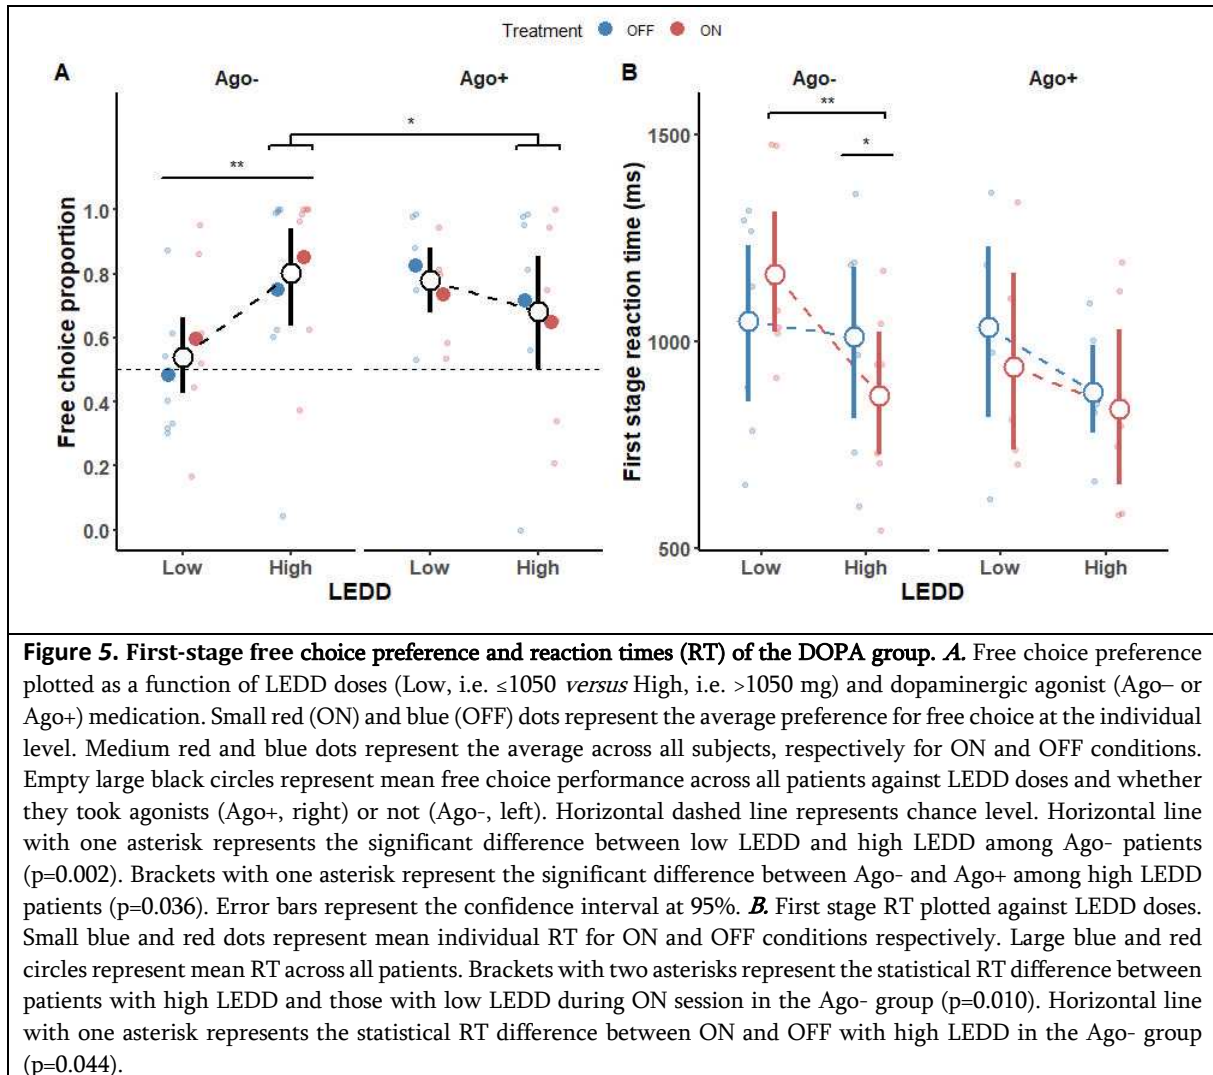 Treatment OFF ON
A
Ago-
Ago+
B
Ago-
Ago+
Free choice proportion
1.0
0.8
0.6
0.4
0.2
0.0
**
*
Low
High
Low
High
LEDD
First stage reaction time (ms)
1500
1000
500
**
*
Low
High
Low
High
LEDD
Figure 5. First-stage free choice preference and reaction times (RT) of the DOPA group. A. Free choice preference
plotted as a function of LEDD doses (Low, i.e. ≤1050 versus High, i.e. >1050 mg) and dopaminergic agonist (Ago– or
Ago+) medication. Small red (ON) and blue (OFF) dots represent the average preference for free choice at the individual
level. Medium red and blue dots represent the average across all subjects, respectively for ON and OFF conditions.
Empty large black circles represent mean free choice performance across all patients against LEDD doses and whether
they took agonists (Ago+, right) or not (Ago-, left). Horizontal dashed line represents chance level. Horizontal line
with one asterisk represents the significant difference between low LEDD and high LEDD among Ago- patients
(p=0.002). Brackets with one asterisk represent the significant difference between Ago- and Ago+ among high LEDD
patients (p=0.036). Error bars represent the confidence interval at 95%. B. First stage RT plotted against LEDD doses.
Small blue and red dots represent mean individual RT for ON and OFF conditions respectively. Large blue and red
circles represent mean RT across all patients. Brackets with two asterisks represent the statistical RT difference between
patients with high LEDD and those with low LEDD during ON session in the Ago- group (p=0.010). Horizontal line
with one asterisk represents the statistical RT difference between ON and OFF with high LEDD in the Ago- group
(p=0.044).